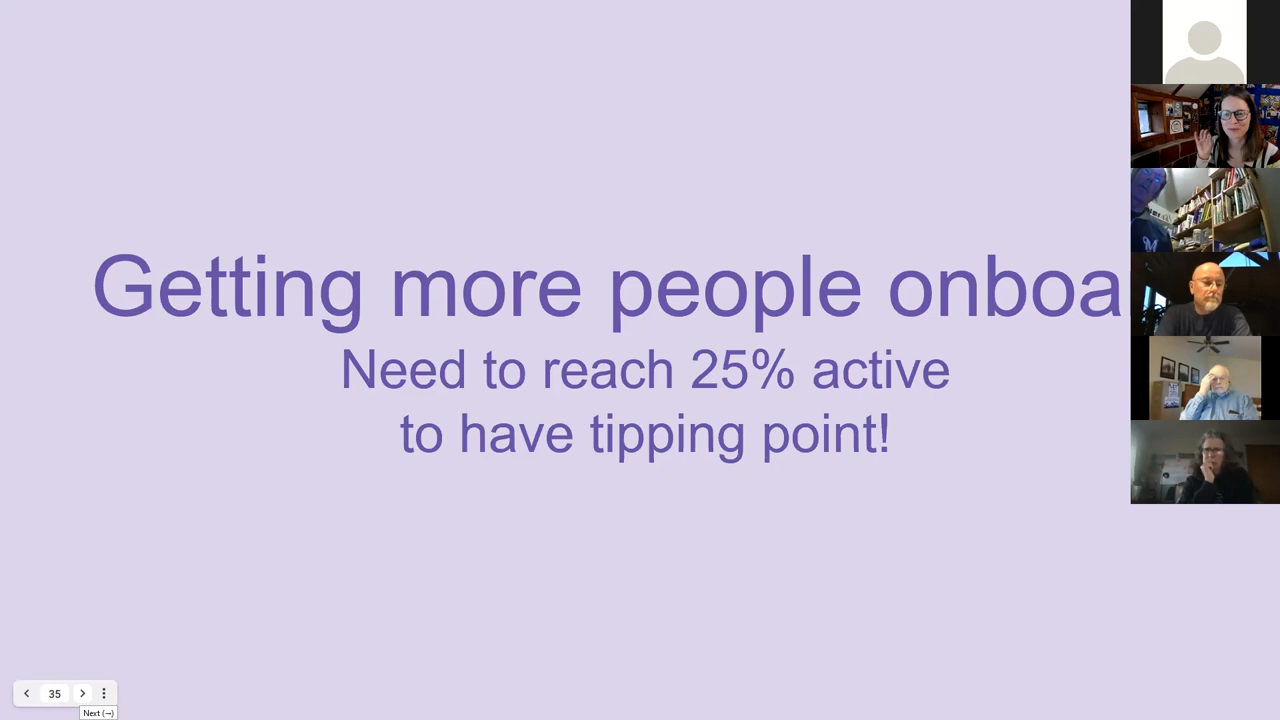 Getting more people onboa
Need to reach 25% active
to have tipping point!
35
Next (→)